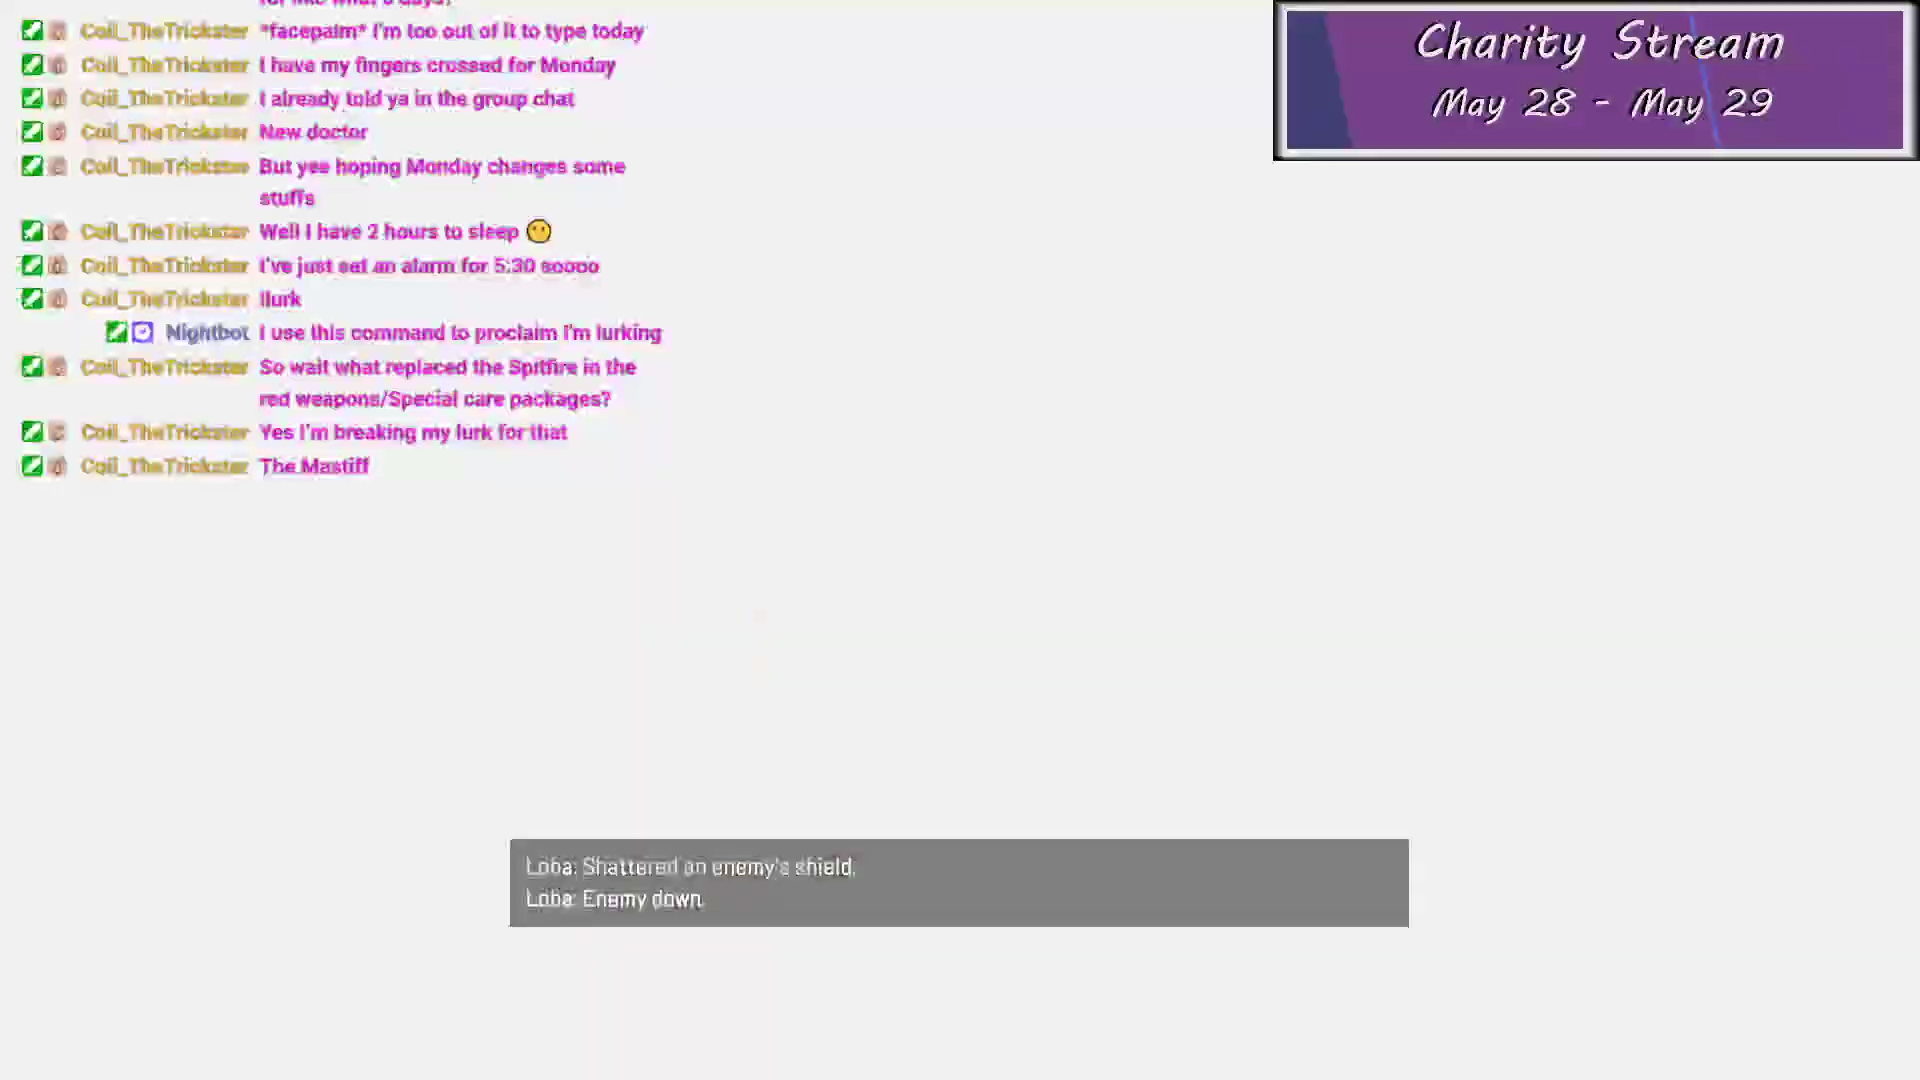 Charity Stream
May 28 - May 29
Coil_TheTrickster *facepalm* I'm too out of it to type today
Coil_TheTrickster I have my fingers crossed for Monday
Coil_TheTrickster I already told ya in the group chat
Coil_TheTrickster New doctor
Coil_TheTrickster But yee hoping Monday changes some
stuffs
Coil_TheTrickster Well I have 2 hours to sleep
Coil_TheTrickster I've just set an alarm for 5:30 soooo
Coil_TheTrickster !lurk
Nightbot I use this command to proclaim I'm lurking
Coil_TheTrickster So wait what replaced the Spitfire in the
red weapons/Special care packages?
Coil_TheTrickster Yes I'm breaking my lurk for that
Coil_TheTrickster The Mastiff
Loba: Shattered an enemy's shield.
Loba: Enemy down.